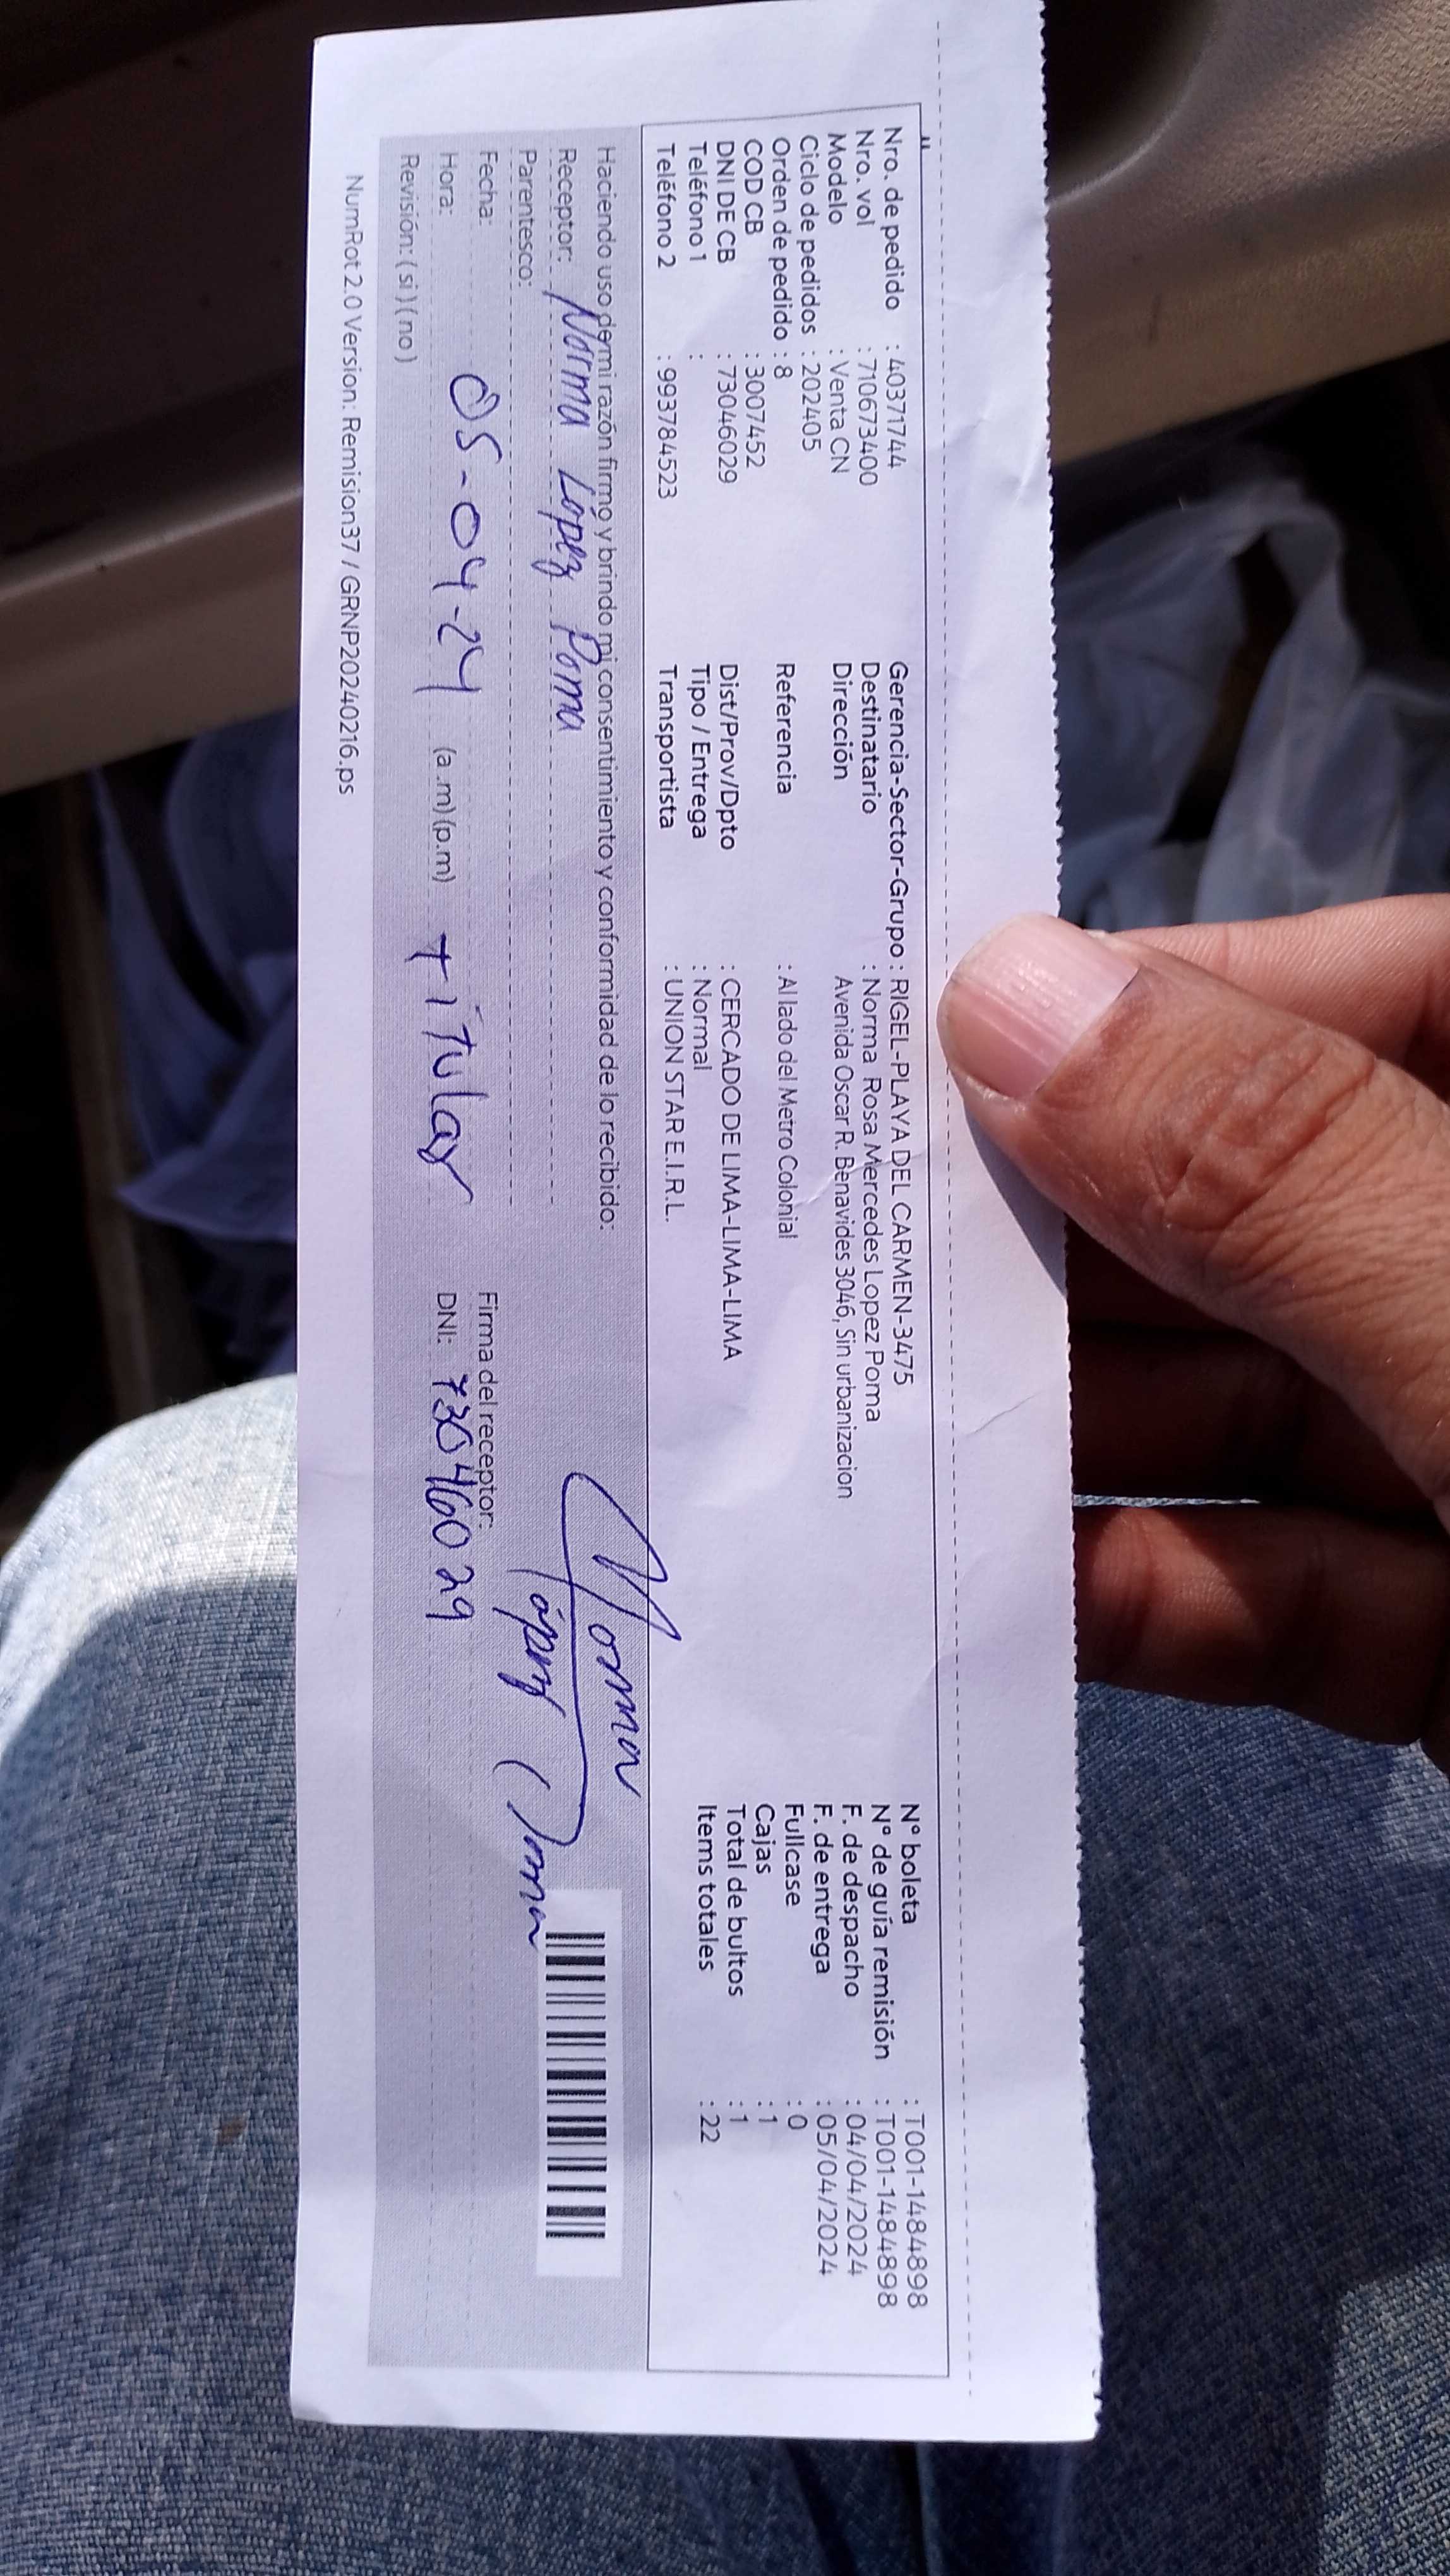 Nro. de pedido : 40371744
Nro. vol : 710673400
Modelo : Venta CN
Ciclo de pedidos : 202405
Orden de pedido : 8
COD CB : 3007452
DNI DE CB : 73046029
Teléfono 1 :
Teléfono 2 : 993784523
Gerencia-Sector-Grupo : RIGEL-PLAYA DEL CARMEN-3475
Destinatario : Norma Rosa Mercedes Lopez Poma
Dirección Avenida Oscar R. Benavides 3046, Sin urbanizacion
Referencia : Al lado del Metro Colonial
Dist/Prov/Dpto : CERCADO DE LIMA-LIMA-LIMA
Tipo / Entrega : Normal
Transportista : UNION STAR E.I.R.L.
Nº boleta : T001-1484898
Nº de guía remisión : T001-1484898
F. de despacho : 04/04/2024
F. de entrega : 05/04/2024
Fullcase : 0
Cajas : 1
Total de bultos : 1
Items totales : 22
Haciendo uso de mi razón firmo y brindo mi consentimiento y conformidad de lo recibido:
Receptor: Norma López Poma
Parentesco:
Fecha: 05-04-24
Hora: (a.m) (p.m) titular
Revisión: ( si ) ( no )
Norma
López Poma
Firma del receptor:
DNI: 73046029
NumRot 2.0 Version: Remision37 / GRNP20240216.ps